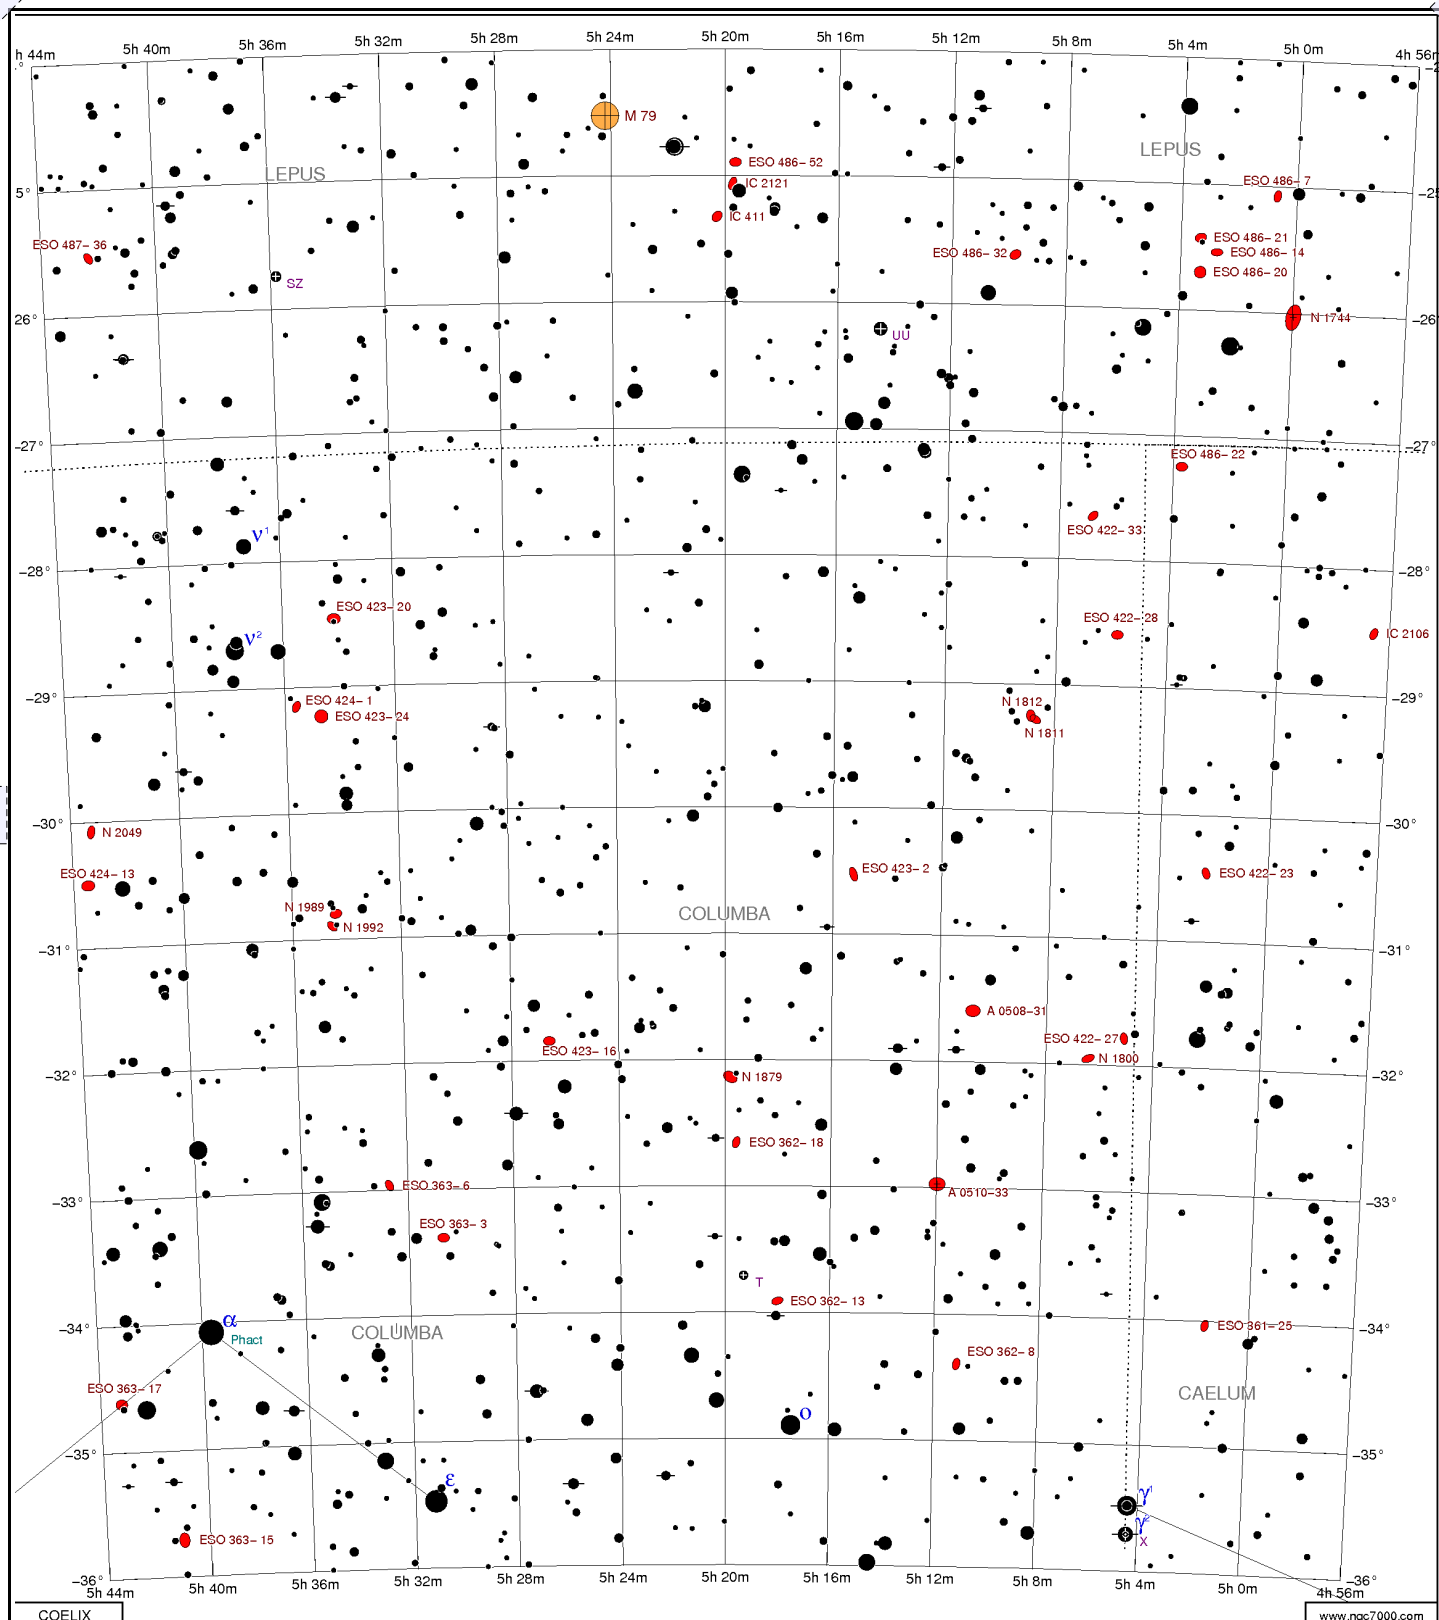 h 44m 5h 40m 5h 36m 5h 32m 5h 28m 5h 24m 5h 20m 5h 16m 5h 12m 5h 8m 5h 4m 5h 0m 4h 56m
M 79
LEPUS
LEPUS
ESO 486-52
IC 2121
IC 411
ESO 486-7
5°
ESO 487-36
SZ
ESO 486-32
ESO 486-21
ESO 486-14
ESO 486-20
N 1744
26°
-26°
UU
-27°
-27°
ESO 486-22
ESO 422-33
ν1
-28°
-28°
ESO 423-20
ν2
ESO 422-28
IC 2106
-29°
-29°
ESO 424-1
ESO 423-24
N 1812
N 1811
-30°
-30°
N 2049
ESO 424-13
ESO 423-2
ESO 422-23
N 1989
N 1992
COLUMBA
-31°
-31°
A 0508-31
ESO 423-16
ESO 422-27
N 1800
-32°
-32°
N 1879
ESO 362-18
ESO 363-6
A 0510-33
-33°
-33°
ESO 363-3
T
ESO 362-13
α
Phact
-34°
-34°
COLUMBA
ESO 361-25
ESO 362-8
ESO 363-17
CAELUM
ο
-35°
-35°
ε
γ1
γ2
X
ESO 363-15
-36°
-36°
5h 44m 5h 40m 5h 36m 5h 32m 5h 28m 5h 24m 5h 20m 5h 16m 5h 12m 5h 8m 5h 4m 5h 0m 4h 56m
COELIX
www.ngc7000.com